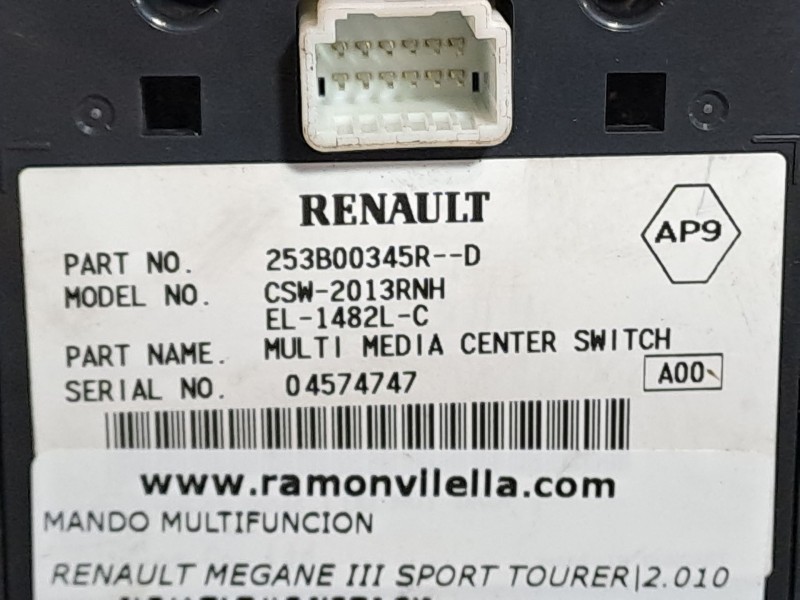 RENAULT
AP9
PART NO. 253B00345R--D
MODEL NO. CSW-2013RNH
EL-1482L-C
PART NAME. MULTI MEDIA CENTER SWITCH
SERIAL NO. 04574747
A00
www.ramonvilella.com
MANDO MULTIFUNCION
RENAULT MEGANE III SPORT TOURER|2.010